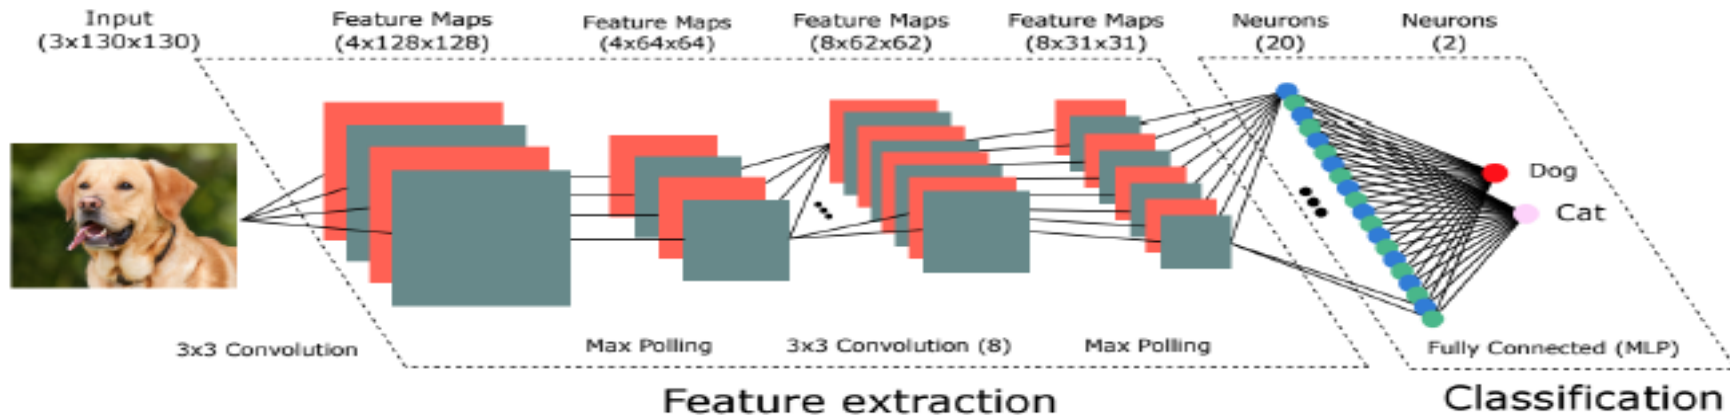 Input
(3x130x130)
Feature Maps
(4x128x128)
Feature Maps
(4x64x64)
Feature Maps
(8x62x62)
Feature Maps
(8x31x31)
Neurons
(20)
Neurons
(2)
Dog
Cat
3x3 Convolution
Max Polling
3x3 Convolution (8)
Max Polling
Fully Connected (MLP)
Feature extraction
Classification